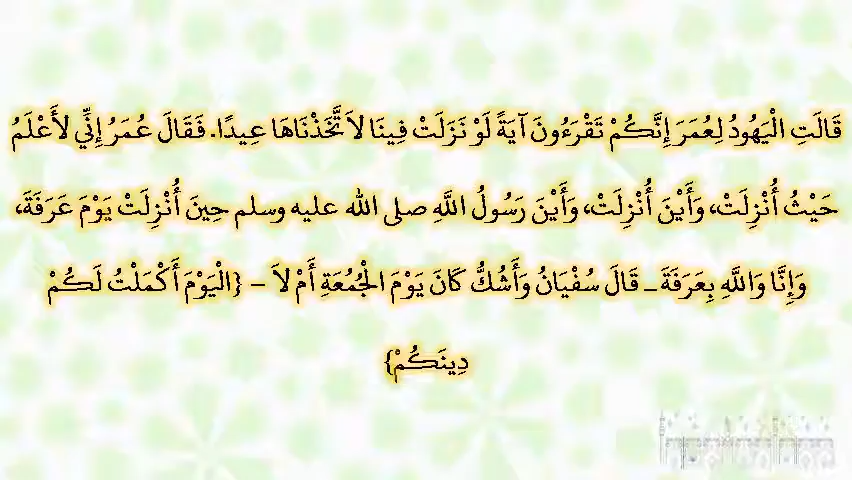 قَالَتِ الْيَهُودُ لِعُمَرَ إِنَّكُمْ تَقْرَءُونَ آيَةً لَوْ نَزَلَتْ فِينَا لاَتَّخَذْنَاهَا عِيدًا. فَقَالَ عُمَرُ إِنِّي لأَعْلَمُ
حَيْثُ أُنْزِلَتْ، وَأَيْنَ أُنْزِلَتْ، وَأَيْنَ رَسُولُ اللَّهِ صلى الله عليه وسلم حِينَ أُنْزِلَتْ يَوْمَ عَرَفَةَ،
وَإِنَّا وَاللَّهِ بِعَرَفَةَ ـ قَالَ سُفْيَانُ وَأَشُكُّ كَانَ يَوْمَ الْجُمُعَةِ أَمْ لاَ – {الْيَوْمَ أَكْمَلْتُ لَكُمْ
دِينَكُمْ}